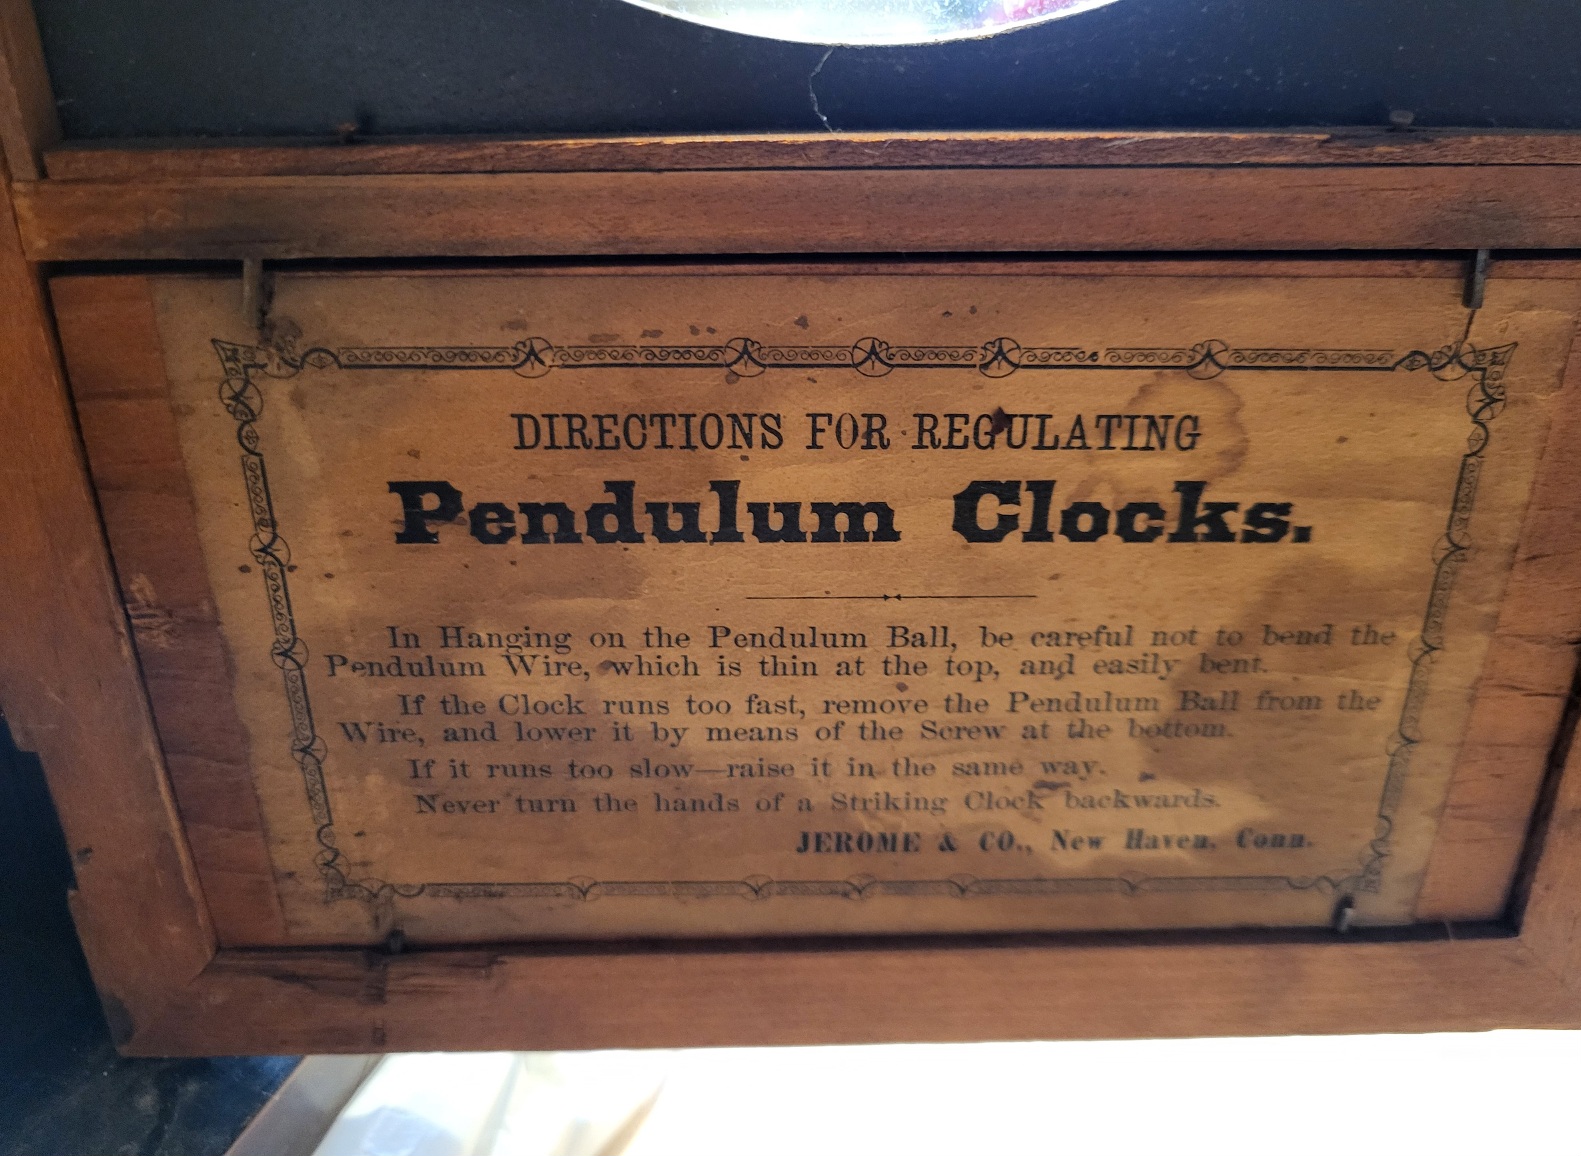 DIRECTIONS FOR REGULATING
Pendulum Clocks.
In Hanging on the Pendulum Ball, be careful not to bend the
Pendulum Wire, which is thin at the top, and easily bent.
If the Clock runs too fast, remove the Pendulum Ball from the
Wire, and lower it by means of the Screw at the bottom.
If it runs too slow—raise it in the same way.
Never turn the hands of a Striking Clock backwards.
JEROME & CO., New Haven, Conn.